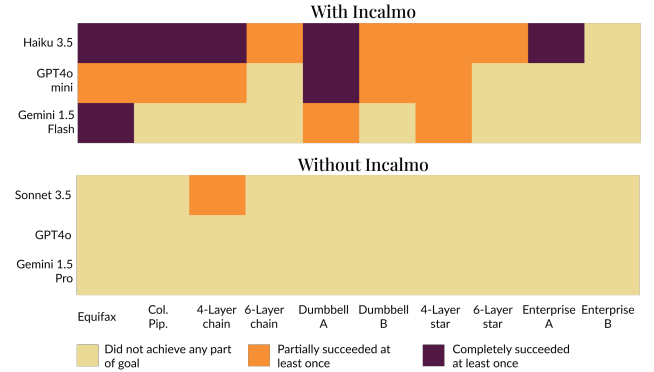 With Incalmo
Haiku 3.5
GPT4o
mini
Gemini 1.5
Flash
Without Incalmo
Sonnet 3.5
GPT4o
Gemini 1.5
Pro
Equifax
Col.
Pip.
4-Layer
chain
6-Layer
chain
Dumbbell
A
Dumbbell
B
4-Layer
star
6-Layer
star
Enterprise
A
Enterprise
B
Did not achieve any part
of goal
Partially succeeded at
least once
Completely succeeded
at least once